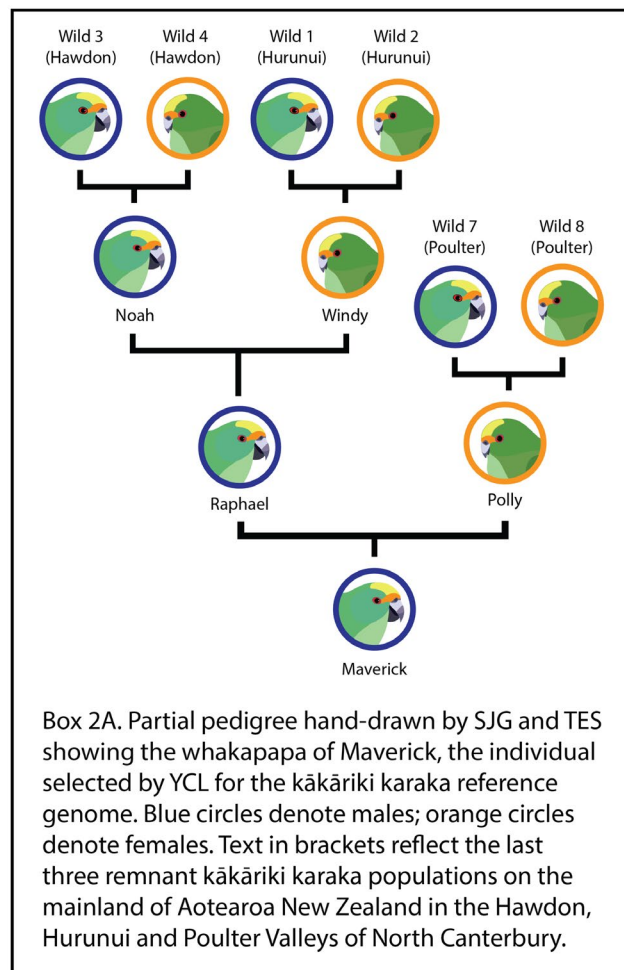 Wild 3
(Hawdon)
Wild 4
(Hawdon)
Wild 1
(Hurunui)
Wild 2
(Hurunui)
Noah
Windy
Wild 7
(Poulter)
Wild 8
(Poulter)
Raphael
Polly
Maverick
Box 2A. Partial pedigree hand-drawn by SJG and TES
showing the whakapapa of Maverick, the individual
selected by YCL for the kākāriki karaka reference
genome. Blue circles denote males; orange circles
denote females. Text in brackets reflect the last
three remnant kākāriki karaka populations on the
mainland of Aotearoa New Zealand in the Hawdon,
Hurunui and Poulter Valleys of North Canterbury.